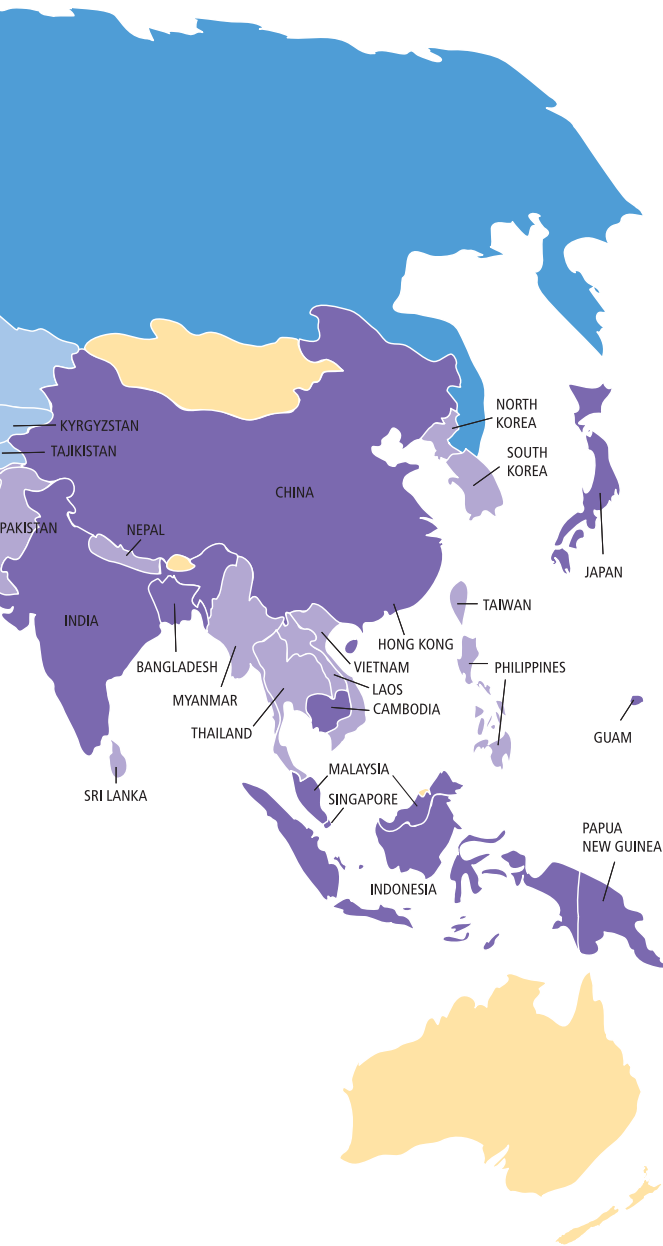 NORTH
KOREA
KYRGYZSTAN
TAJIKISTAN
SOUTH
KOREA
CHINA
PAKISTAN
NEPAL
JAPAN
TAIWAN
INDIA
HONG KONG
BANGLADESH
VIETNAM
PHILIPPINES
LAOS
MYANMAR
CAMBODIA
THAILAND
GUAM
MALAYSIA
SRI LANKA
SINGAPORE
PAPUA
NEW GUINEA
INDONESIA